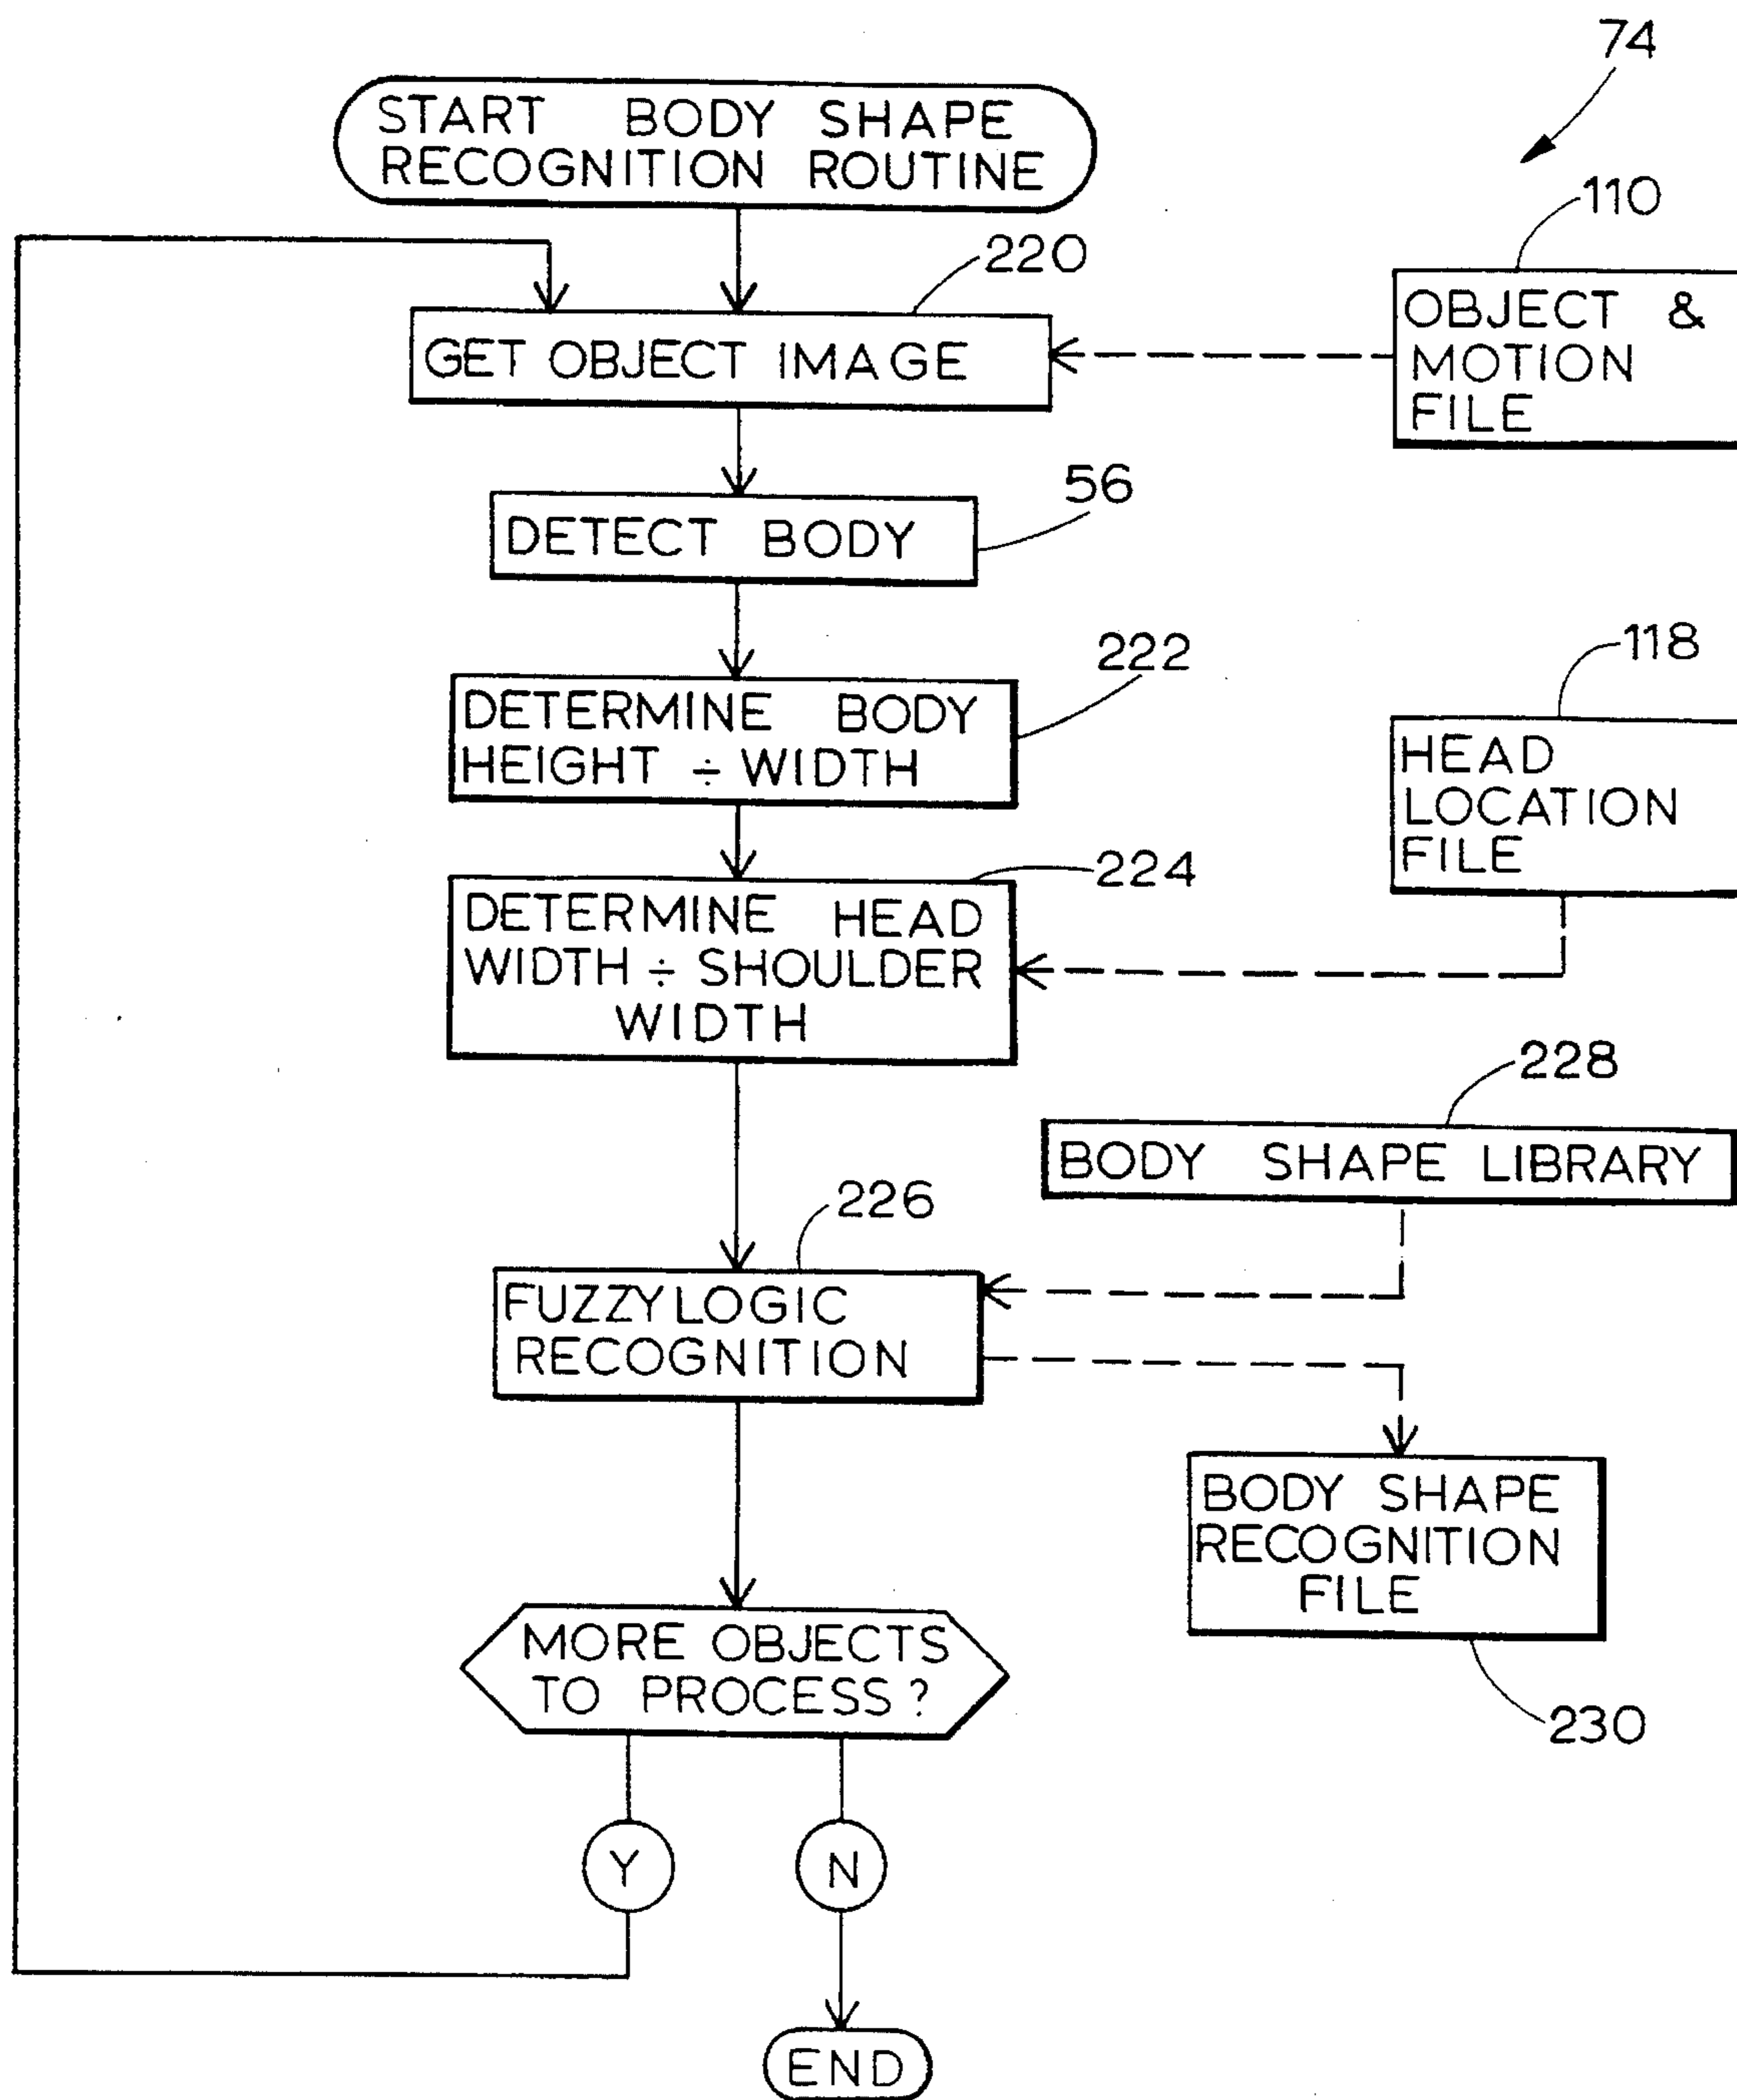 74
START BODY SHAPE
RECOGNITION ROUTINE
110
220
OBJECT &
MOTION
FILE
GET OBJECT IMAGE
56
DETECT BODY
222
118
DETERMINE BODY
HEIGHT ÷ WIDTH
HEAD
LOCATION
FILE
224
DETERMINE HEAD
WIDTH ÷ SHOULDER
WIDTH
228
BODY SHAPE LIBRARY
226
FUZZY LOGIC
RECOGNITION
BODY SHAPE
RECOGNITION
FILE
230
MORE OBJECTS
TO PROCESS?
Y
N
END